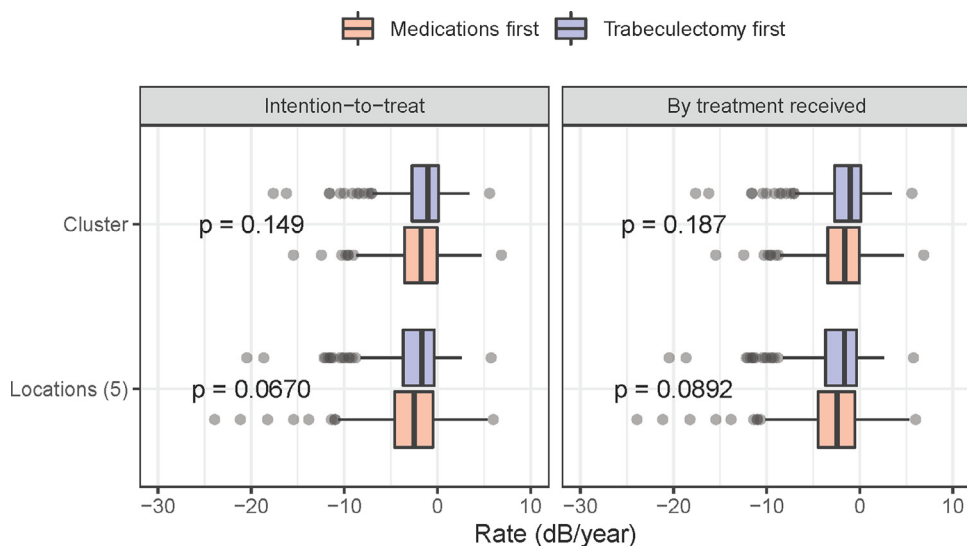 Medications first Trabeculectomy first
Intention−to−treat By treatment received
Cluster
p = 0.149 p = 0.187
Locations (5)
p = 0.0670 p = 0.0892
−30 −20 −10 0 10 −30 −20 −10 0 10
Rate (dB/year)